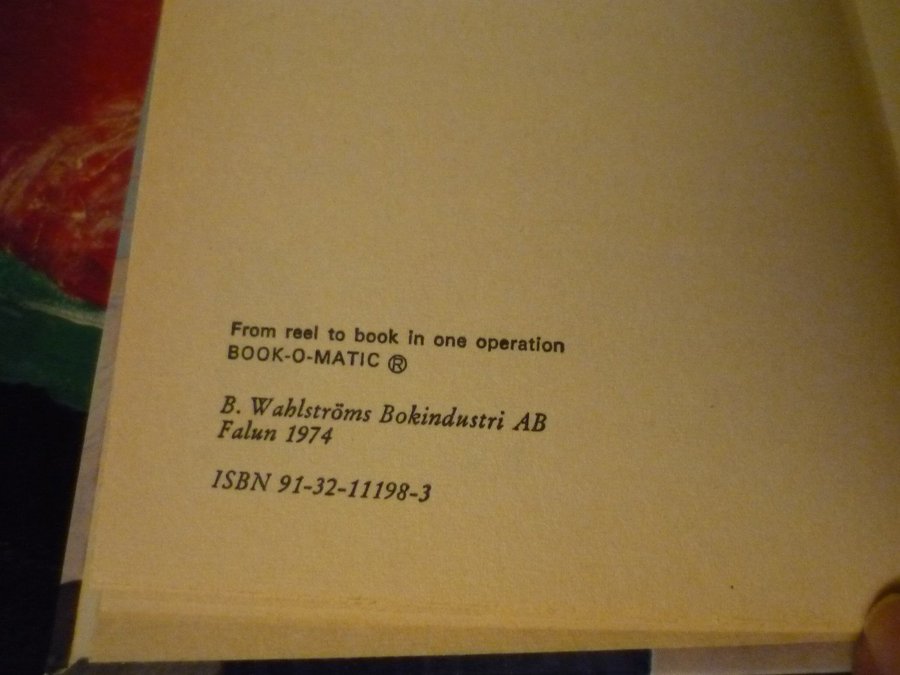 From reel to book in one operation
BOOK-O-MATIC ®
B. Wahlströms Bokindustri AB
Falun 1974
ISBN 91-32-11198-3